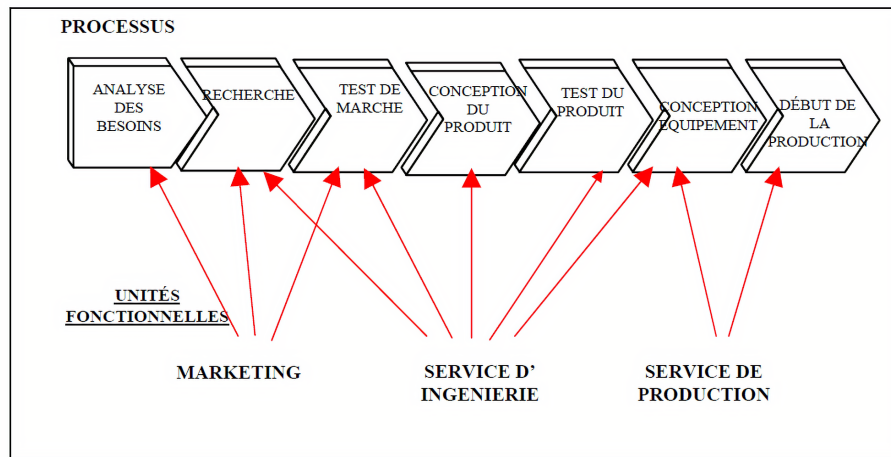 PROCESSUS
ANALYSE
DES
BESOINS
RECHERCHE
TEST DE
MARCHE
CONCEPTION
DU
PRODUIT
TEST DU
PRODUIT
CONCEPTION
EQUIPEMENT
DÉBUT DE
LA
PRODUCTION
UNITÉS
FONCTIONNELLES
MARKETING
SERVICE D’
INGENIERIE
SERVICE DE
PRODUCTION